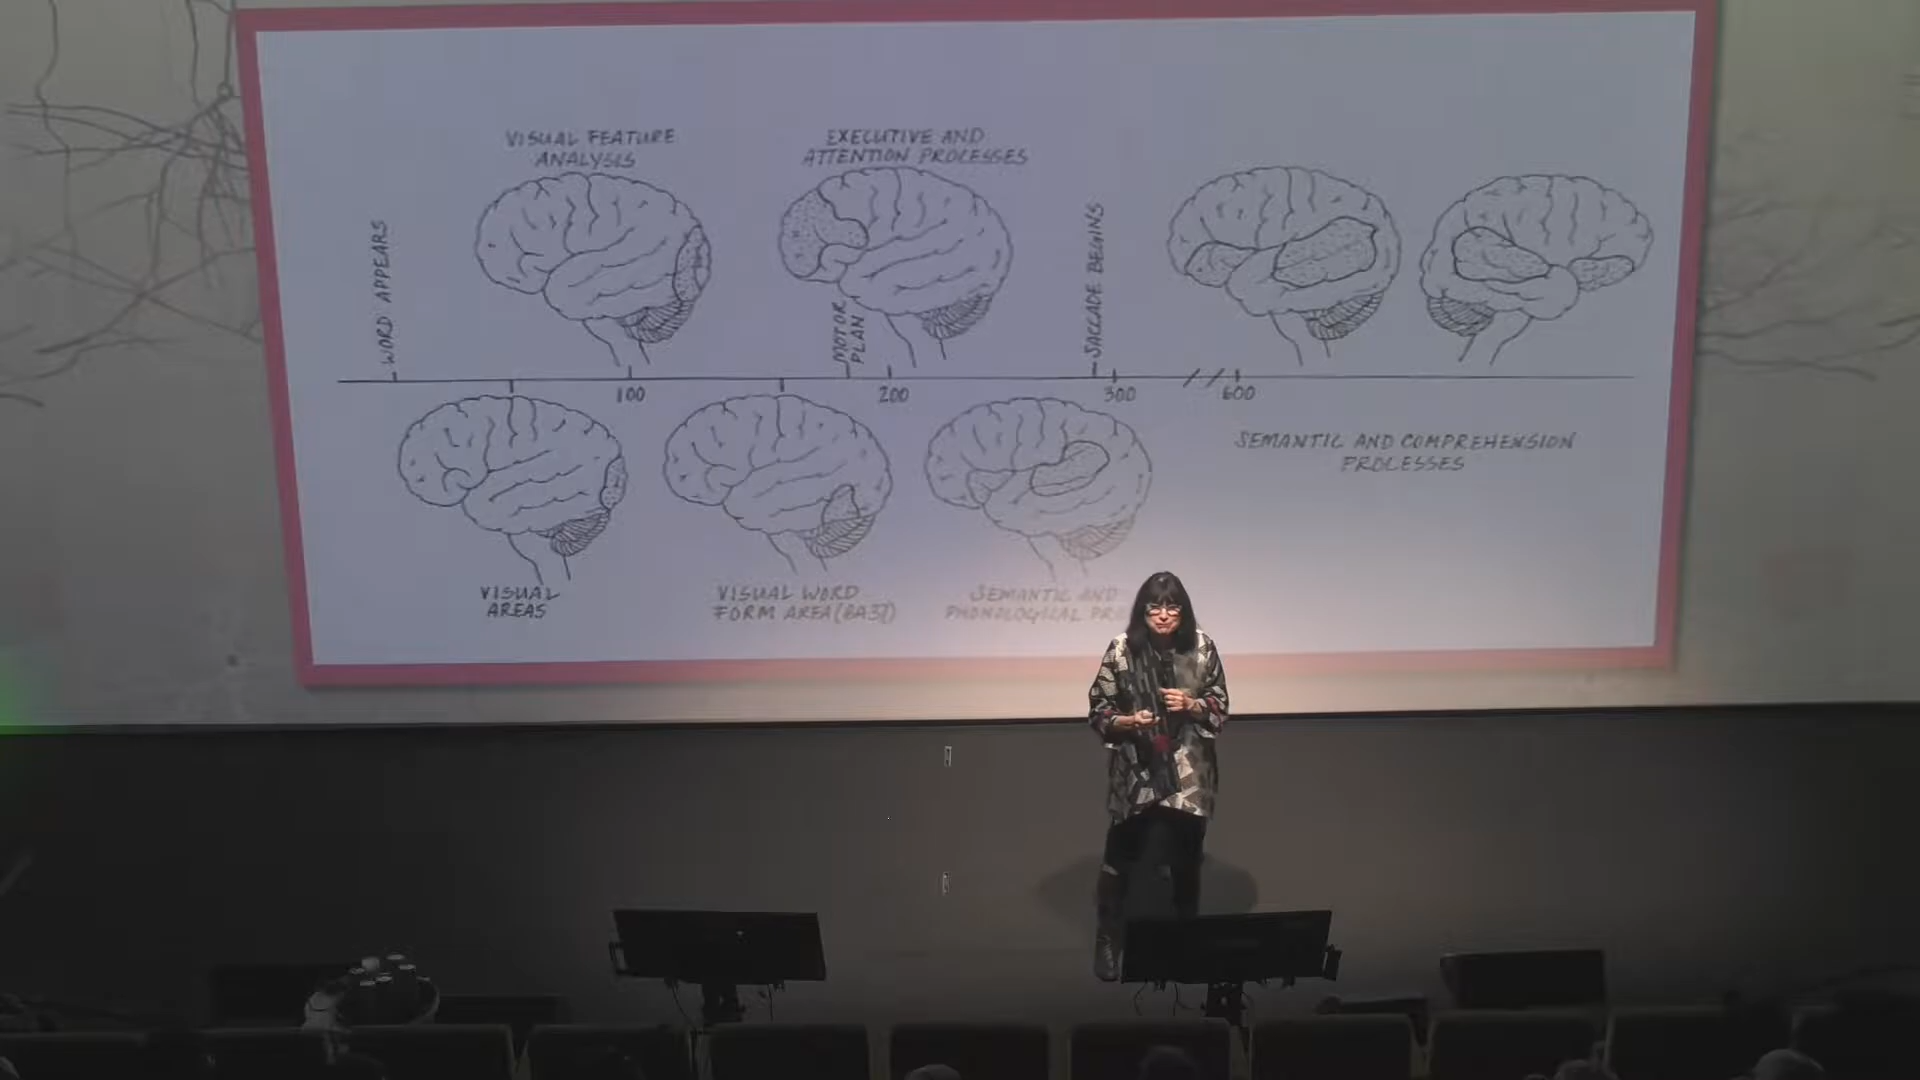 VISUAL FEATURE
ANALYSIS
EXECUTIVE AND
ATTENTION PROCESSES
WORD APPEARS
MOTOR
PLAN
SACCADE BEGINS
100
200
300
600
SEMANTIC AND COMPREHENSION
PROCESSES
VISUAL
AREAS
VISUAL WORD
FORM AREA (BA37)
SEMANTIC AND
PHONOLOGICAL